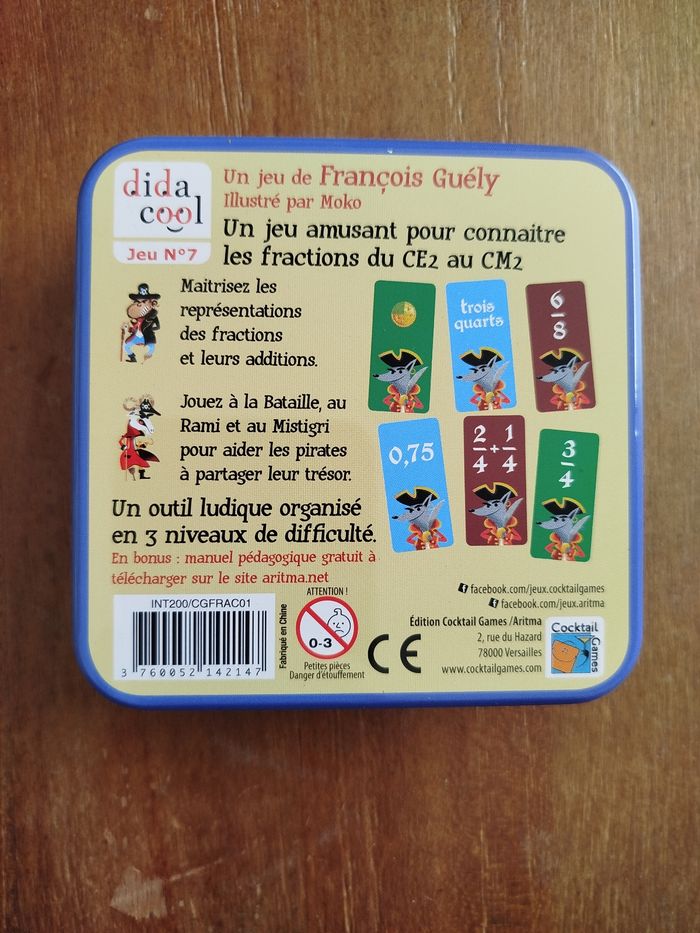 dida
cool
Jeu N°7
Un jeu de François Guély
Illustré par Moko
Un jeu amusant pour connaitre
les fractions du CE2 au CM2
Maitrisez les
représentations
des fractions
et leurs additions.
trois
quarts
6
8
Jouez à la Bataille, au
Rami et au Mistigri
pour aider les pirates
à partager leur trésor.
0,75
2 1
+
4 4
3
4
Un outil ludique organisé
en 3 niveaux de difficulté.
En bonus : manuel pédagogique gratuit à
télécharger sur le site aritma.net
facebook.com/jeux.cocktailgames
facebook.com/jeux.aritma
INT200/CGFRAC01
3 760052 142147
Fabriqué en Chine
ATTENTION !
0-3
Petites pièces
Danger d'étouffement
CE
Édition Cocktail Games /Aritma
2, rue du Hazard
78000 Versailles
www.cocktailgames.com
Cocktail
Games